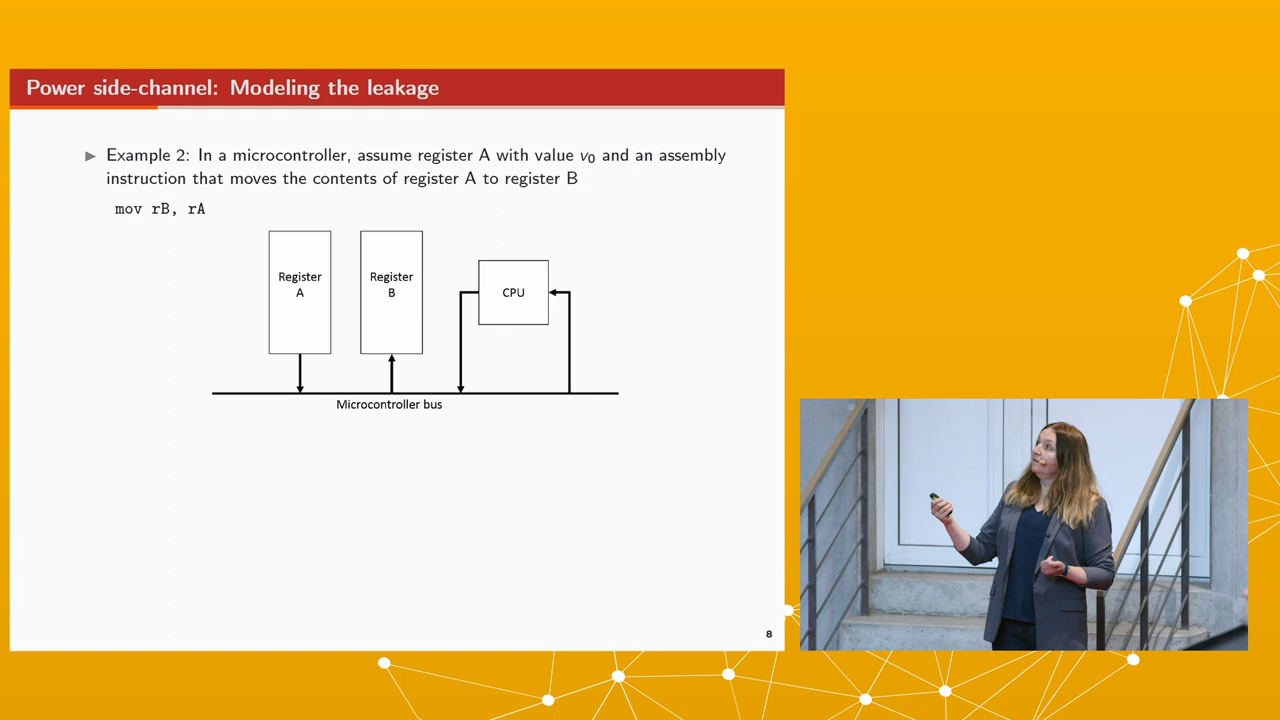 Power side-channel: Modeling the leakage
▶ Example 2: In a microcontroller, assume register A with value v₀ and an assembly
instruction that moves the contents of register A to register B
mov rB, rA
Register
A
Register
B
CPU
Microcontroller bus
8